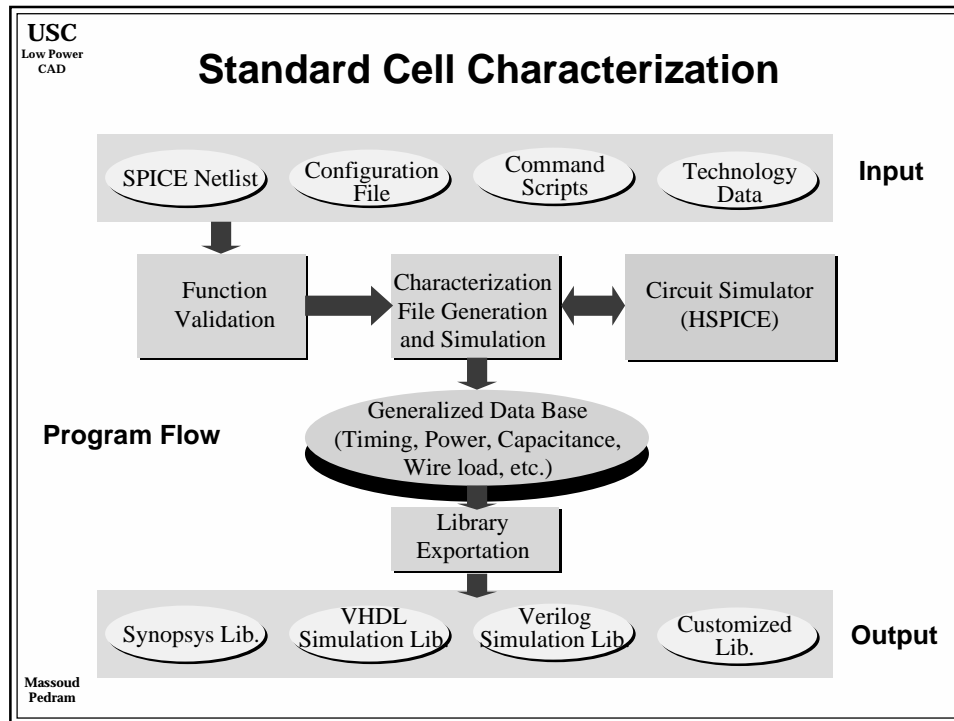 USC
Low Power
CAD
Standard Cell Characterization
SPICE Netlist
Configuration
File
Command
Scripts
Technology
Data
Input
Function
Validation
Characterization
File Generation
and Simulation
Circuit Simulator
(HSPICE)
Program Flow
Generalized Data Base
(Timing, Power, Capacitance,
Wire load, etc.)
Library
Exportation
Synopsys Lib.
VHDL
Simulation Lib.
Verilog
Simulation Lib.
Customized
Lib.
Output
Massoud
Pedram